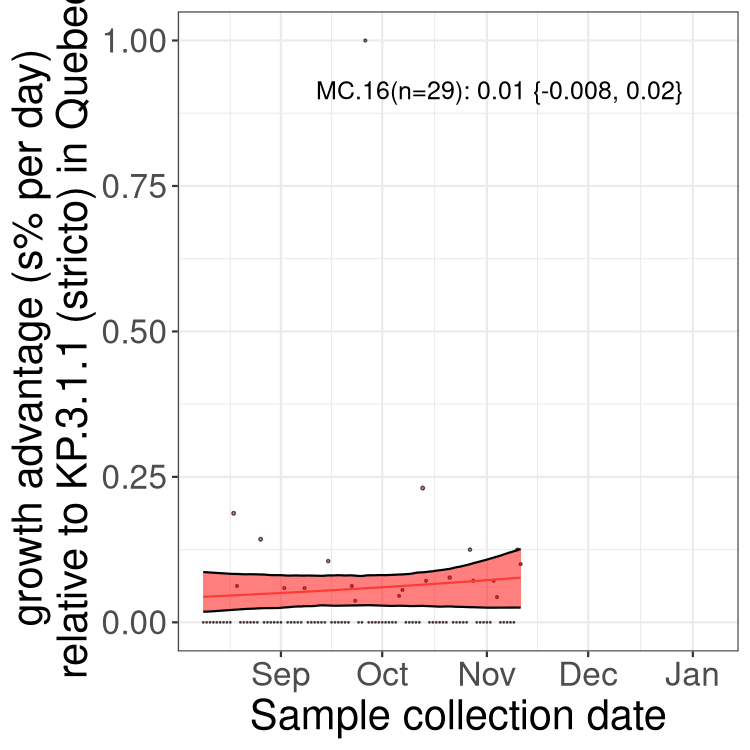 growth advantage (s% per day)
relative to KP.3.1.1 (stricto) in Quebec
1.00
0.75
0.50
0.25
0.00
MC.16(n=29): 0.01 {-0.008, 0.02}
Sep Oct Nov Dec Jan
Sample collection date